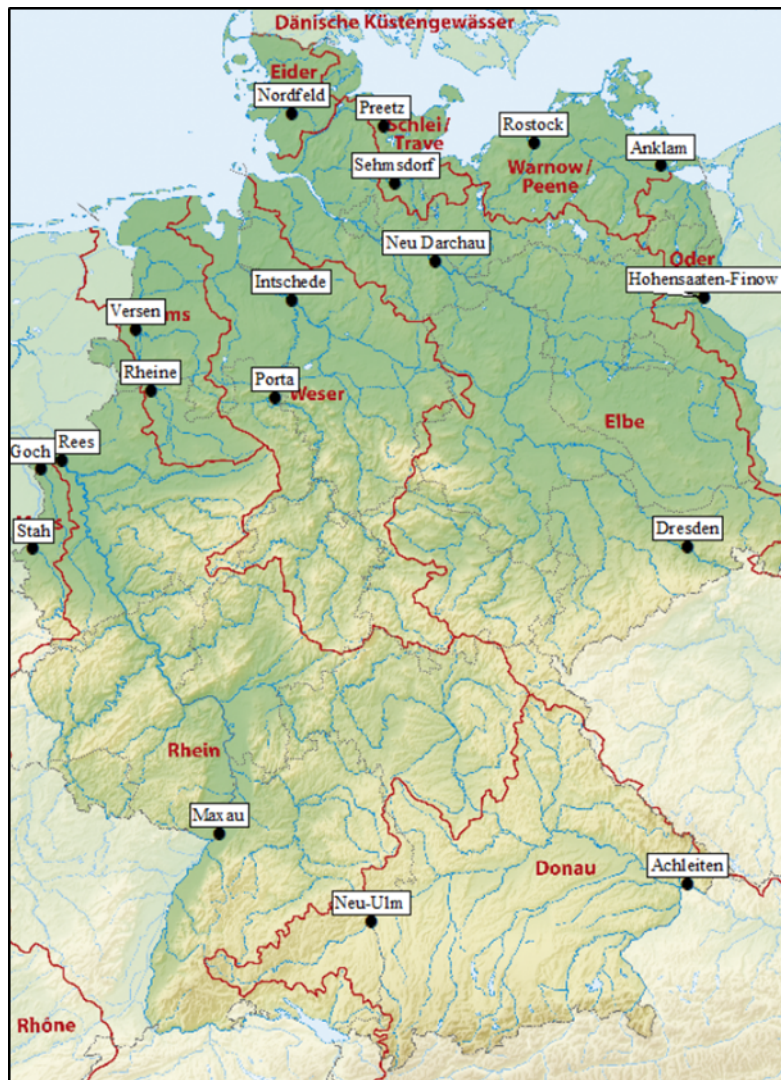 Dänische Küstengewässer
Eider
Nordfeld
Preetz
Schlei/
Trave
Rostock
Sehmsdorf
Warnow/
Peene
Anklam
Neu Darchau
Oder
Hohensaaten-Finow
Intschede
Versen
Rheine
Porta
Weser
Elbe
Goch
Rees
Stah
Dresden
Rhein
Maxau
Donau
Achleiten
Neu-Ulm
Rhône